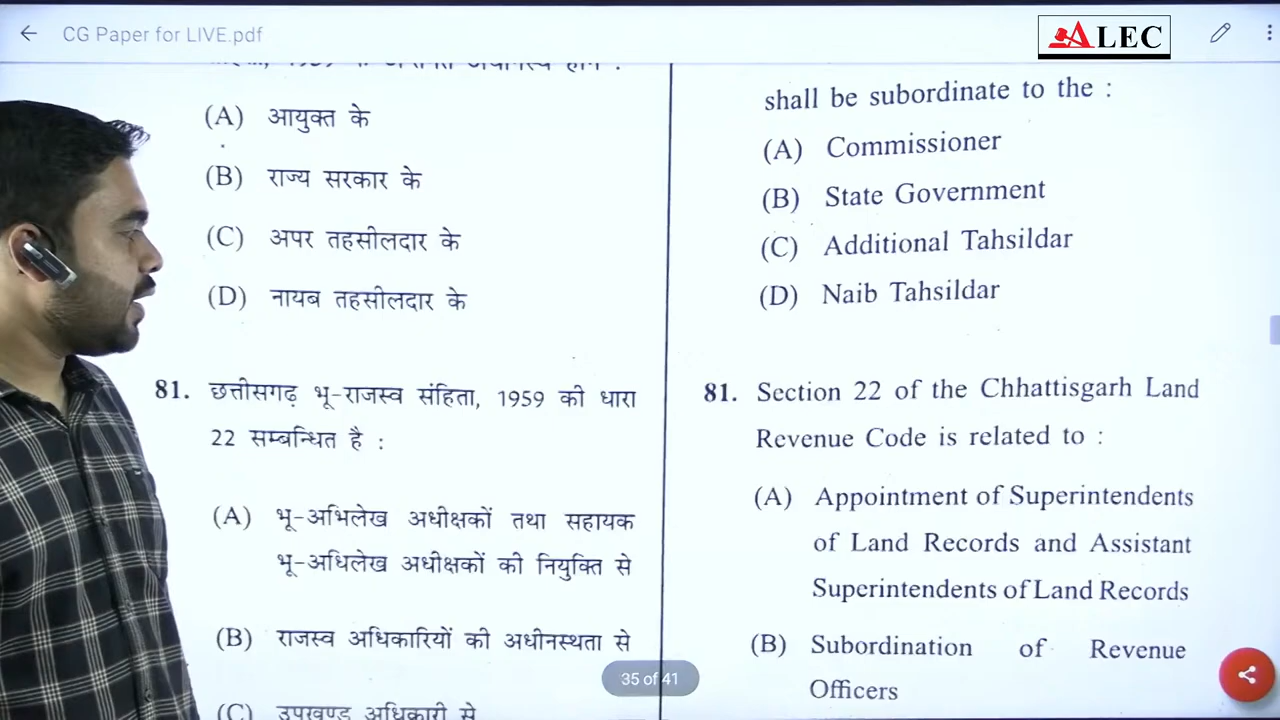 CG Paper for LIVE.pdf
ALEC
(A) आयुक्त के
(B) राज्य सरकार के
(C) अपर तहसीलदार के
(D) नायब तहसीलदार के
81. छत्तीसगढ़ भू-राजस्व संहिता, 1959 की धारा
22 सम्बन्धित है :
(A) भू-अभिलेख अधीक्षकों तथा सहायक
भू-अधिलेख अधीक्षकों की नियुक्ति से
(B) राजस्व अधिकारियों की अधीनस्थता से
(C) उपखण्ड अधिकारी से
shall be subordinate to the :
(A) Commissioner
(B) State Government
(C) Additional Tahsildar
(D) Naib Tahsildar
81. Section 22 of the Chhattisgarh Land
Revenue Code is related to :
(A) Appointment of Superintendents
of Land Records and Assistant
Superintendents of Land Records
(B) Subordination of Revenue
Officers
35 of 41